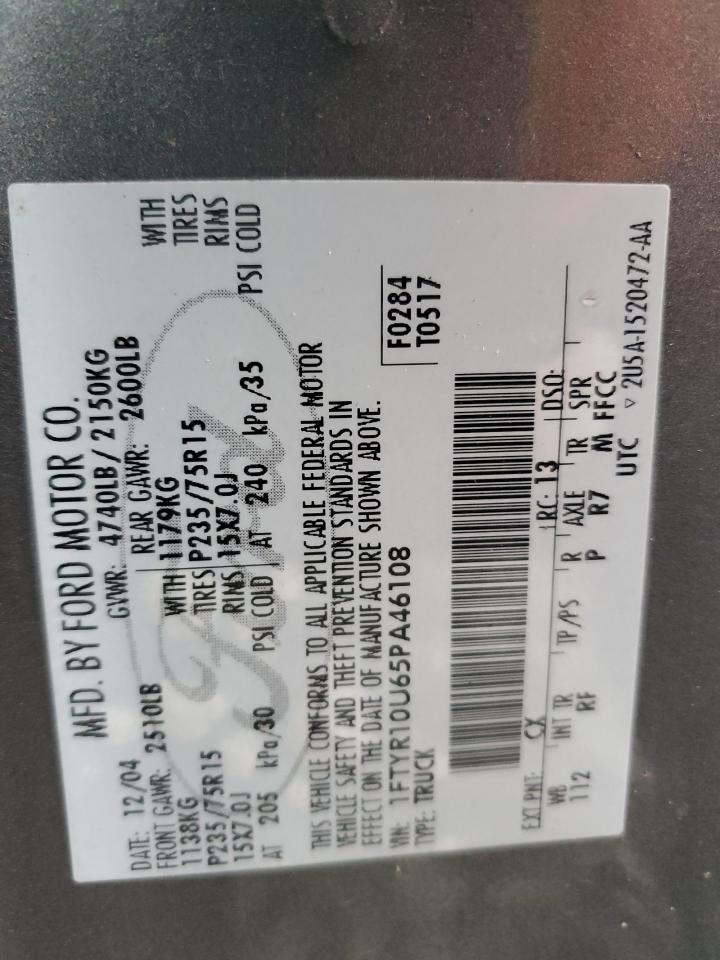 MFD. BY FORD MOTOR CO.
DATE: 12/04 GVWR: 4740LB/2150KG
FRONT GAWR: 2510LB REAR GAWR: 2600LB
1138KG WITH 1179KG WITH
P235/75R15 TIRES P235/75R15 TIRES
15X7.0J RIMS 15X7.0J RIMS
AT 205 kPa/30 PSI COLD AT 240 kPa/35 PSI COLD
THIS VEHICLE CONFORMS TO ALL APPLICABLE FEDERAL MOTOR
VEHICLE SAFETY AND THEFT PREVENTION STANDARDS IN
EFFECT ON THE DATE OF MANUFACTURE SHOWN ABOVE.
VIN: 1FTYR10U65PA46108 F0284
TYPE: TRUCK T0517
EXT PNT: CX RC: 13 DSO:
WB INT TR TP/PS R AXLE TR SPR
112 RF P R7 M FFCC
UTC ▽ 2U5A-1520472-AA
Ford